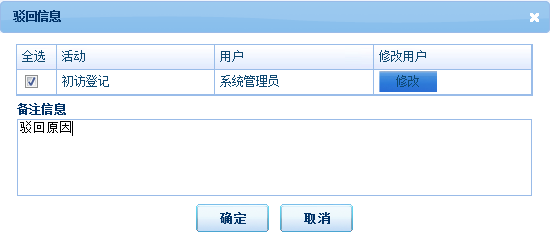 驳回信息
全选 活动 用户 修改用户
初访登记 系统管理员 修改
备注信息
驳回原因
确定 取消